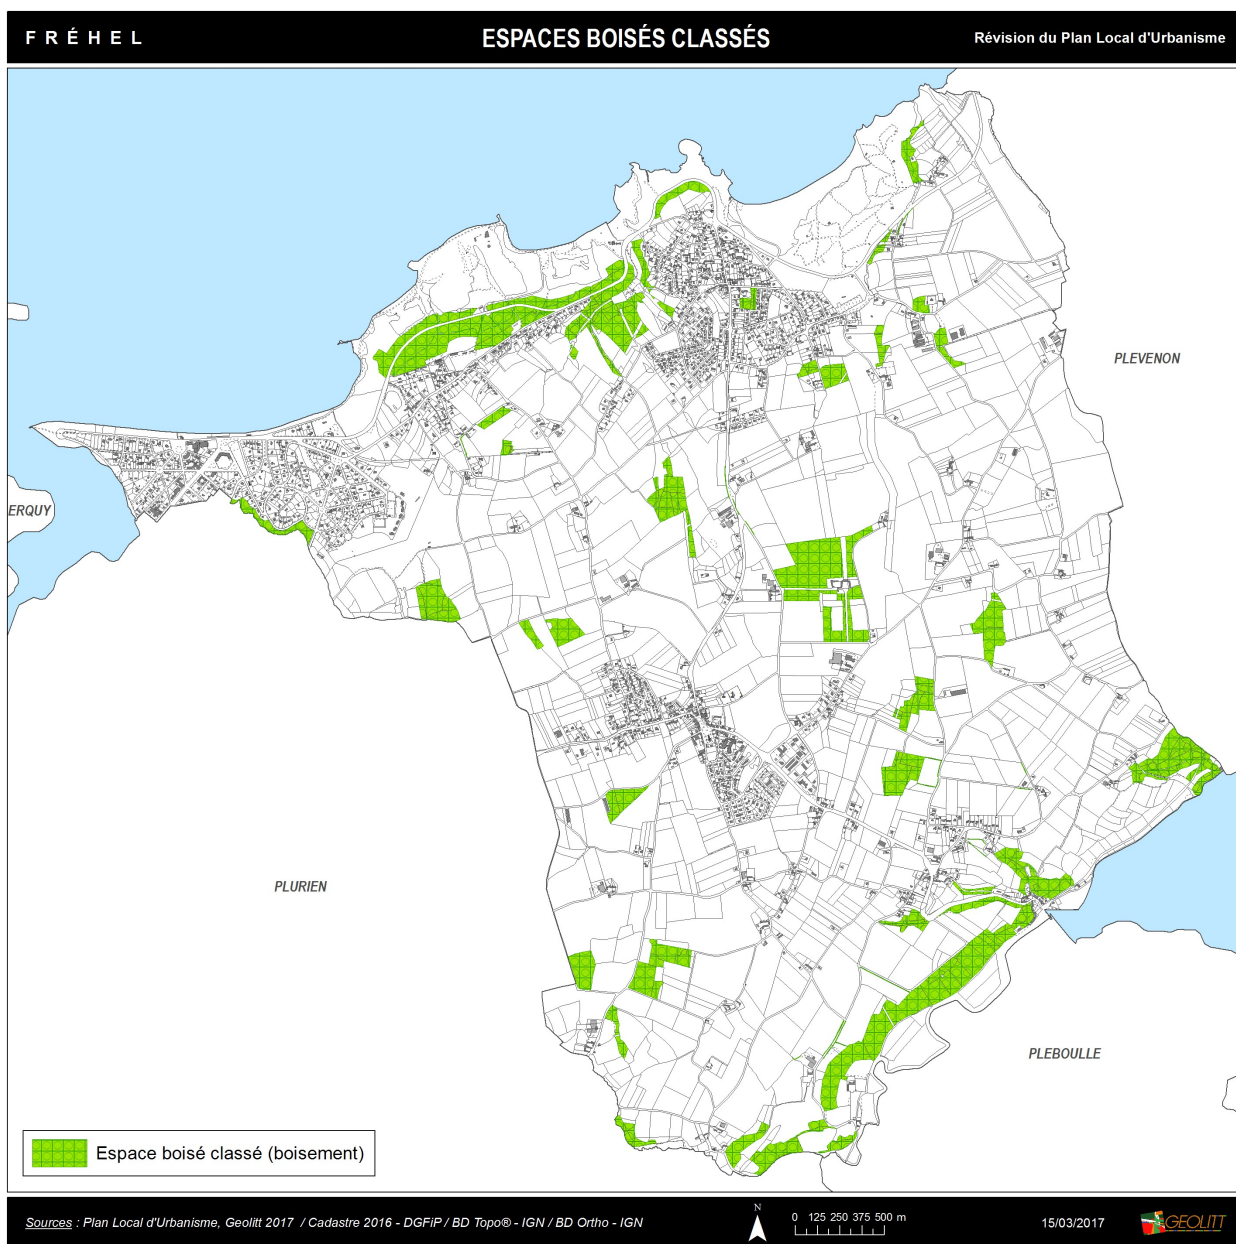 FRÉHEL
ESPACES BOISÉS CLASSÉS
Révision du Plan Local d'Urbanisme
PLEVENON
ERQUY
PLURIEN
PLEBOULLE
Espace boisé classé (boisement)
Sources : Plan Local d'Urbanisme, Geolitt 2017 / Cadastre 2016 - DGFiP / BD Topo® - IGN / BD Ortho - IGN
N
0 125 250 375 500 m
15/03/2017
GEOLITT